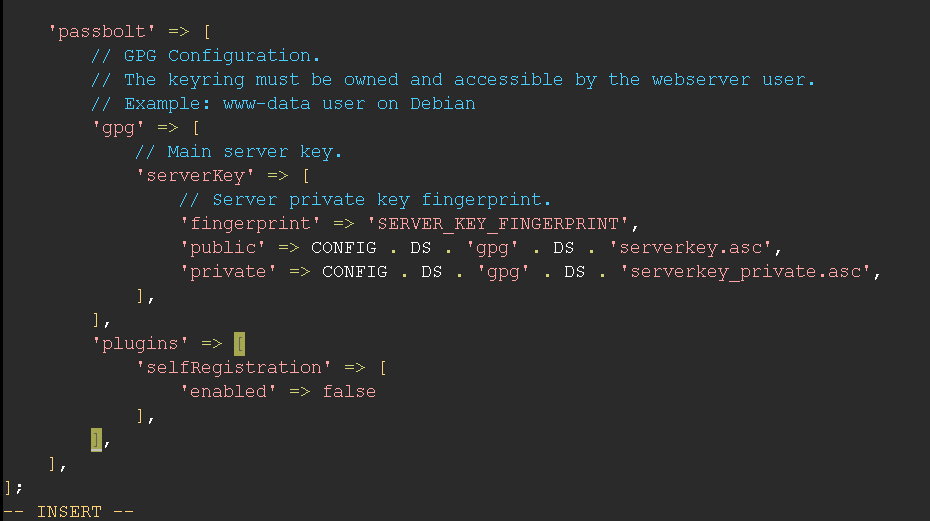 'passbolt' => [
        // GPG Configuration.
        // The keyring must be owned and accessible by the webserver user.
        // Example: www-data user on Debian
        'gpg' => [
            // Main server key.
            'serverKey' => [
                // Server private key fingerprint.
                'fingerprint' => 'SERVER_KEY_FINGERPRINT',
                'public' => CONFIG . DS . 'gpg' . DS . 'serverkey.asc',
                'private' => CONFIG . DS . 'gpg' . DS . 'serverkey_private.asc',
            ],
        ],
        'plugins' => [
            'selfRegistration' => [
                'enabled' => false
            ],
        ],
    ],
];
-- INSERT --